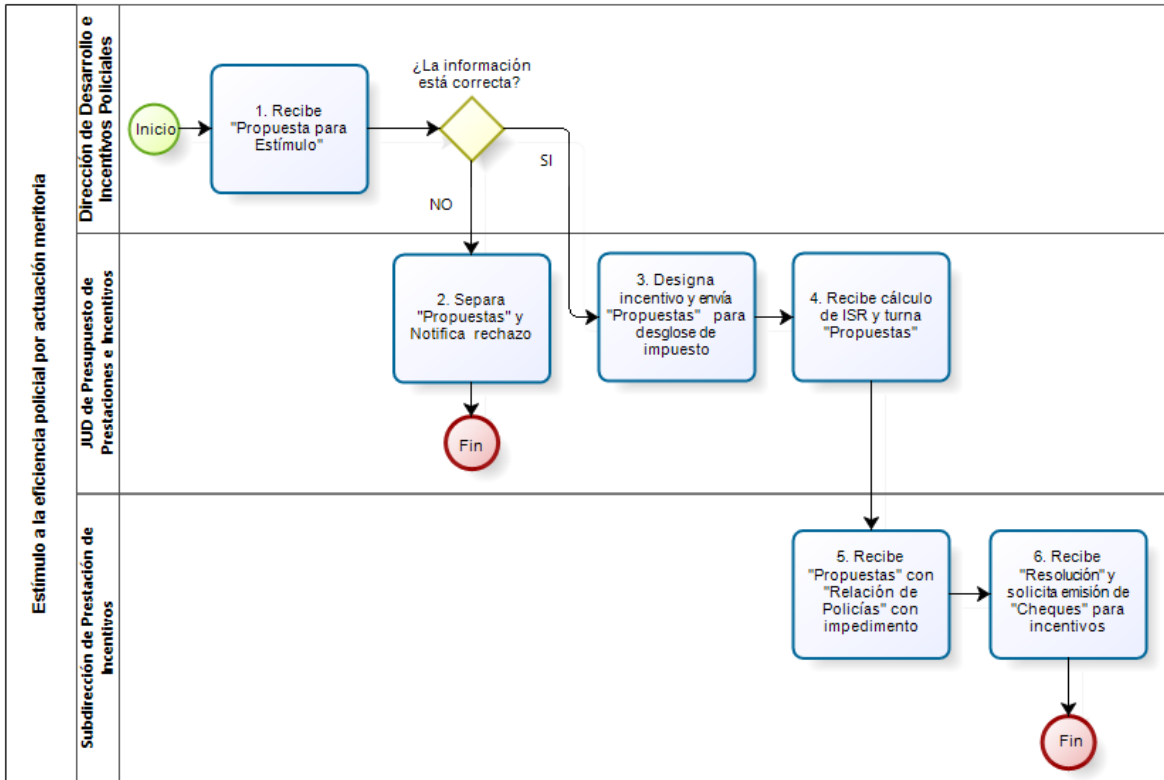 Estímulo a la eficiencia policial por actuación meritoria
Dirección de Desarrollo e
Incentivos Policiales
Inicio
1. Recibe
"Propuesta para
Estímulo"
¿La información
está correcta?
SI
NO
JUD de Presupuesto de
Prestaciones e Incentivos
2. Separa
"Propuestas" y
Notifica rechazo
Fin
3. Designa
incentivo y envía
"Propuestas" para
desglose de
impuesto
4. Recibe cálculo
de ISR y turna
"Propuestas"
Subdirección de Prestación de
Incentivos
5. Recibe
"Propuestas" con
"Relación de
Policías" con
impedimento
6. Recibe
"Resolución" y
solicita emisión de
"Cheques" para
incentivos
Fin